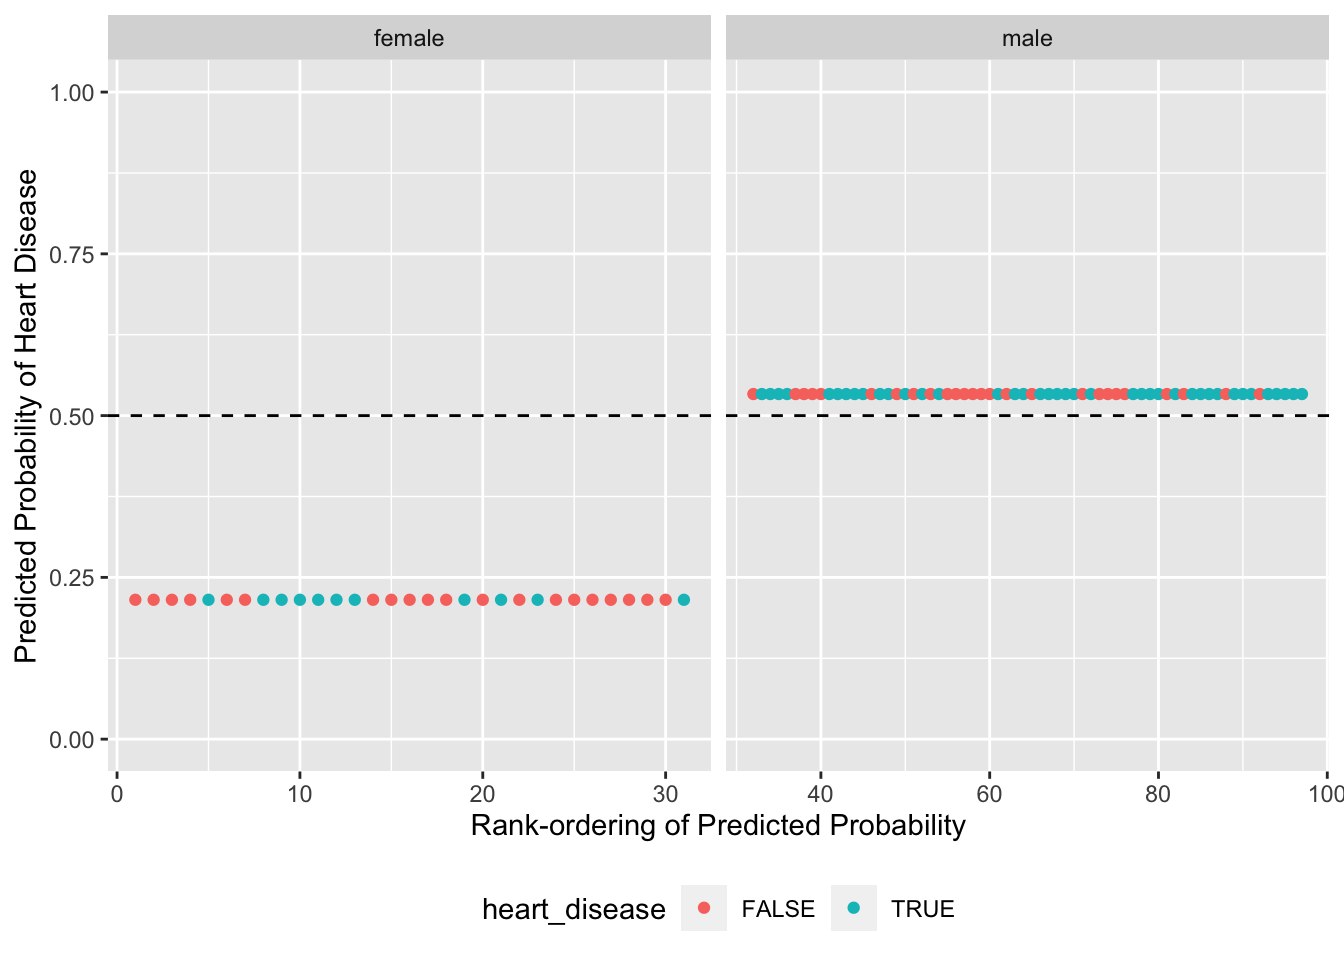 female
male
Predicted Probability of Heart Disease
1.00
0.75
0.50
0.25
0.00
0 10 20 30
40 60 80 100
Rank-ordering of Predicted Probability
heart_disease FALSE TRUE